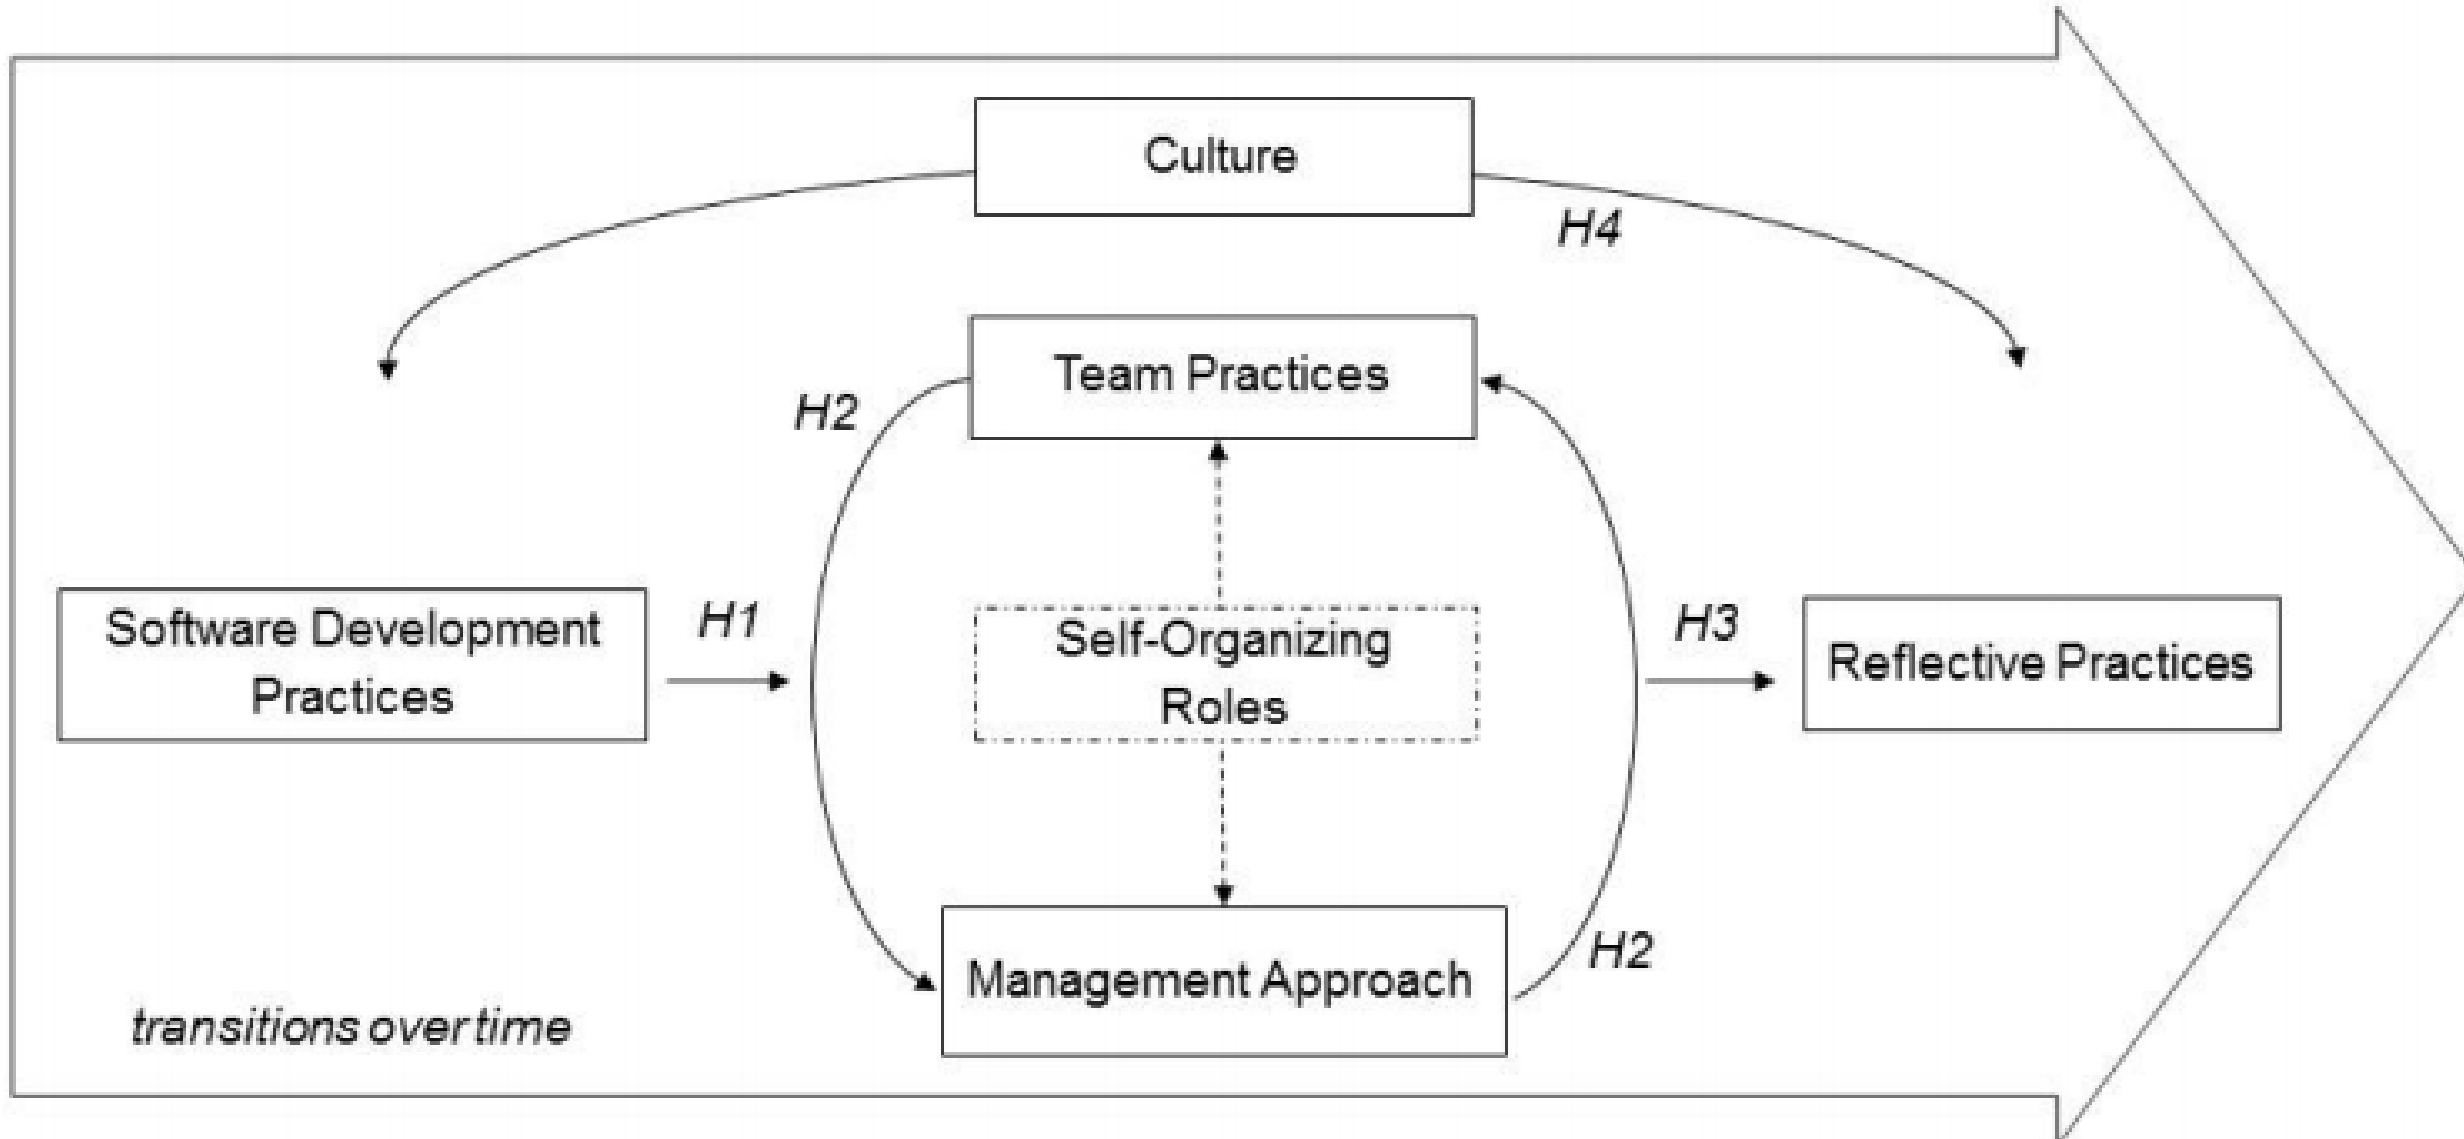 Culture
H4
Team Practices
H2
Software Development
Practices
H1
Self-Organizing
Roles
H3
Reflective Practices
H2
Management Approach
transitions over time